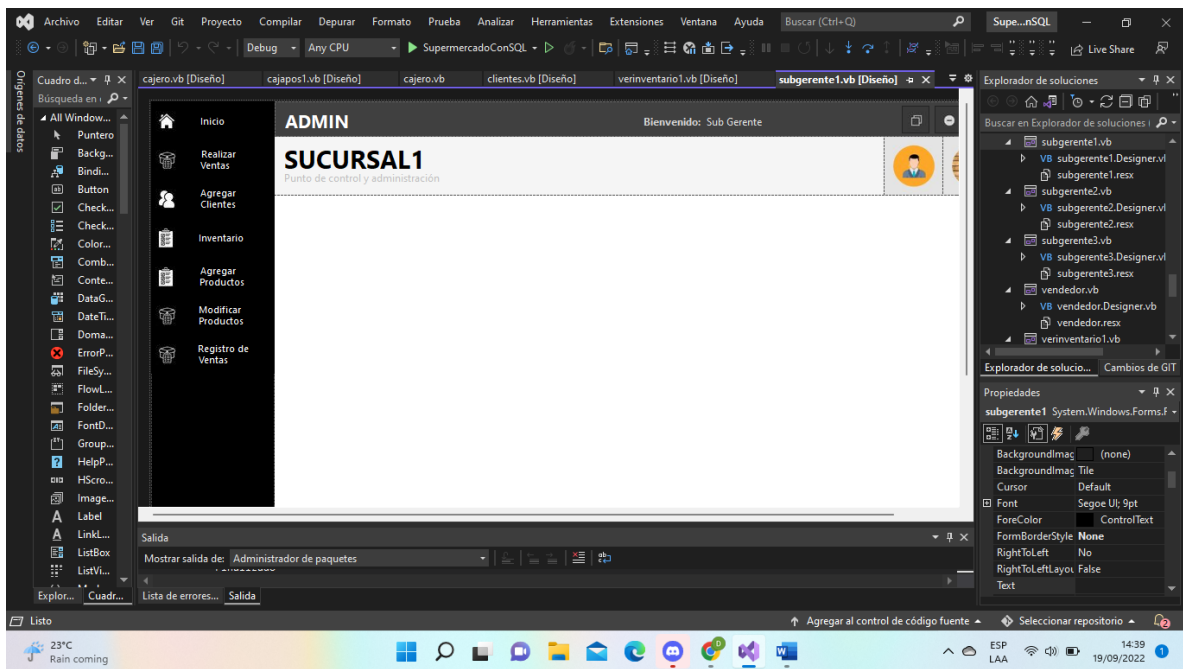 Archivo Editar Ver Git Proyecto Compilar Depurar Formato Prueba Analizar Herramientas Extensiones Ventana Ayuda Buscar (Ctrl+Q) Supe...nSQL
Debug Any CPU SupermercadoConSQL Live Share
Orígenes de datos
Cuadro d...
Búsqueda en
All Window...
Puntero
Backg...
Bindi...
Button
Check...
Check...
Color...
Comb...
Conte...
DataG...
DateTi...
Doma...
ErrorP...
FileSy...
FlowL...
Folder...
FontD...
Group...
HelpP...
HScro...
Image...
Label
LinkL...
ListBox
ListVi...
Explor... Cuadr...
cajero.vb [Diseño] cajapos1.vb [Diseño] cajero.vb clientes.vb [Diseño] verinventario1.vb [Diseño] subgerente1.vb [Diseño]
Inicio
Realizar
Ventas
Agregar
Clientes
Inventario
Agregar
Productos
Modificar
Productos
Registro de
Ventas
ADMIN Bienvenido: Sub Gerente
SUCURSAL1
Punto de control y administración
Salida
Mostrar salida de: Administrador de paquetes
Lista de errores... Salida
Explorador de soluciones
Buscar en Explorador de soluciones
subgerente1.vb
VB subgerente1.Designer.vl
subgerente1.resx
subgerente2.vb
VB subgerente2.Designer.vl
subgerente2.resx
subgerente3.vb
VB subgerente3.Designer.vl
subgerente3.resx
vendedor.vb
VB vendedor.Designer.vb
vendedor.resx
verinventario1.vb
Explorador de solucio... Cambios de GIT
Propiedades
subgerente1 System.Windows.Forms.F
BackgroundImag (none)
BackgroundImag Tile
Cursor Default
Font Segoe UI; 9pt
ForeColor ControlText
FormBorderStyle None
RightToLeft No
RightToLeftLayou False
Text
Listo Agregar al control de código fuente Seleccionar repositorio 2
23°C
Rain coming
ESP
LAA
14:39
19/09/2022
1